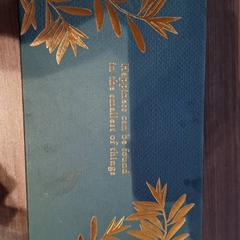 Happiness can be found
in the smallest of things